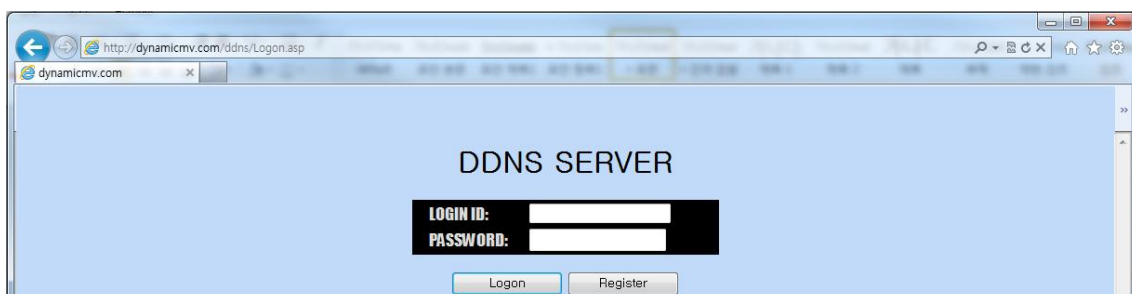 http://dynamicmv.com/ddns/Logon.asp
dynamicmv.com
DDNS SERVER
LOGIN ID:
PASSWORD:
Logon Register